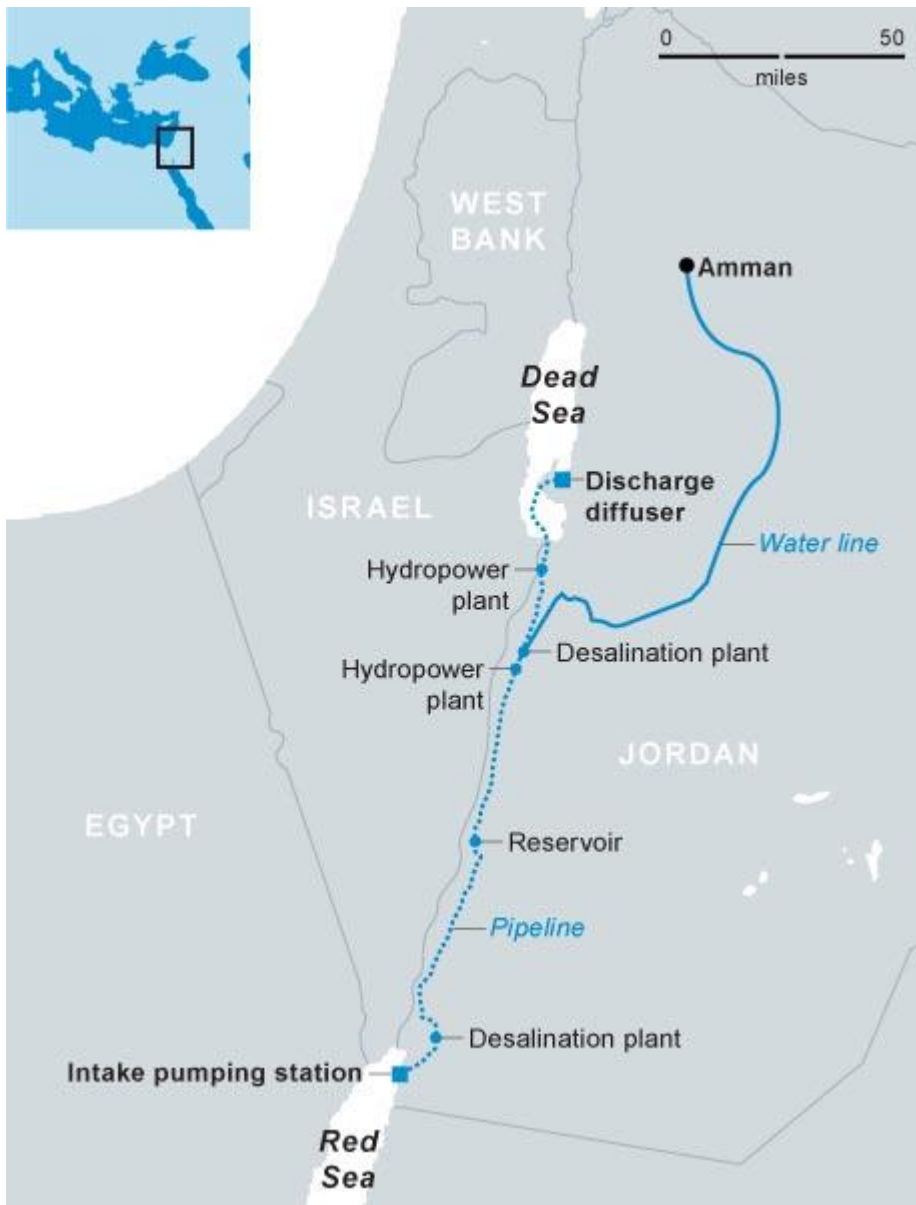 0 50
miles
WEST
BANK
Amman
Dead
Sea
Discharge
diffuser
ISRAEL
Water line
Hydropower
plant
Desalination plant
Hydropower
plant
JORDAN
EGYPT
Reservoir
Pipeline
Desalination plant
Intake pumping station
Red
Sea